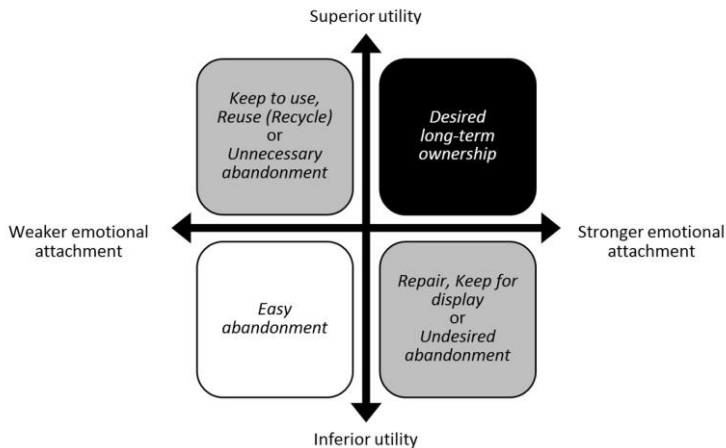 Superior utility
Keep to use,
Reuse (Recycle)
or
Unnecessary
abandonment
Desired
long-term
ownership
Weaker emotional
attachment
Stronger emotional
attachment
Easy
abandonment
Repair, Keep for
display
or
Undesired
abandonment
Inferior utility